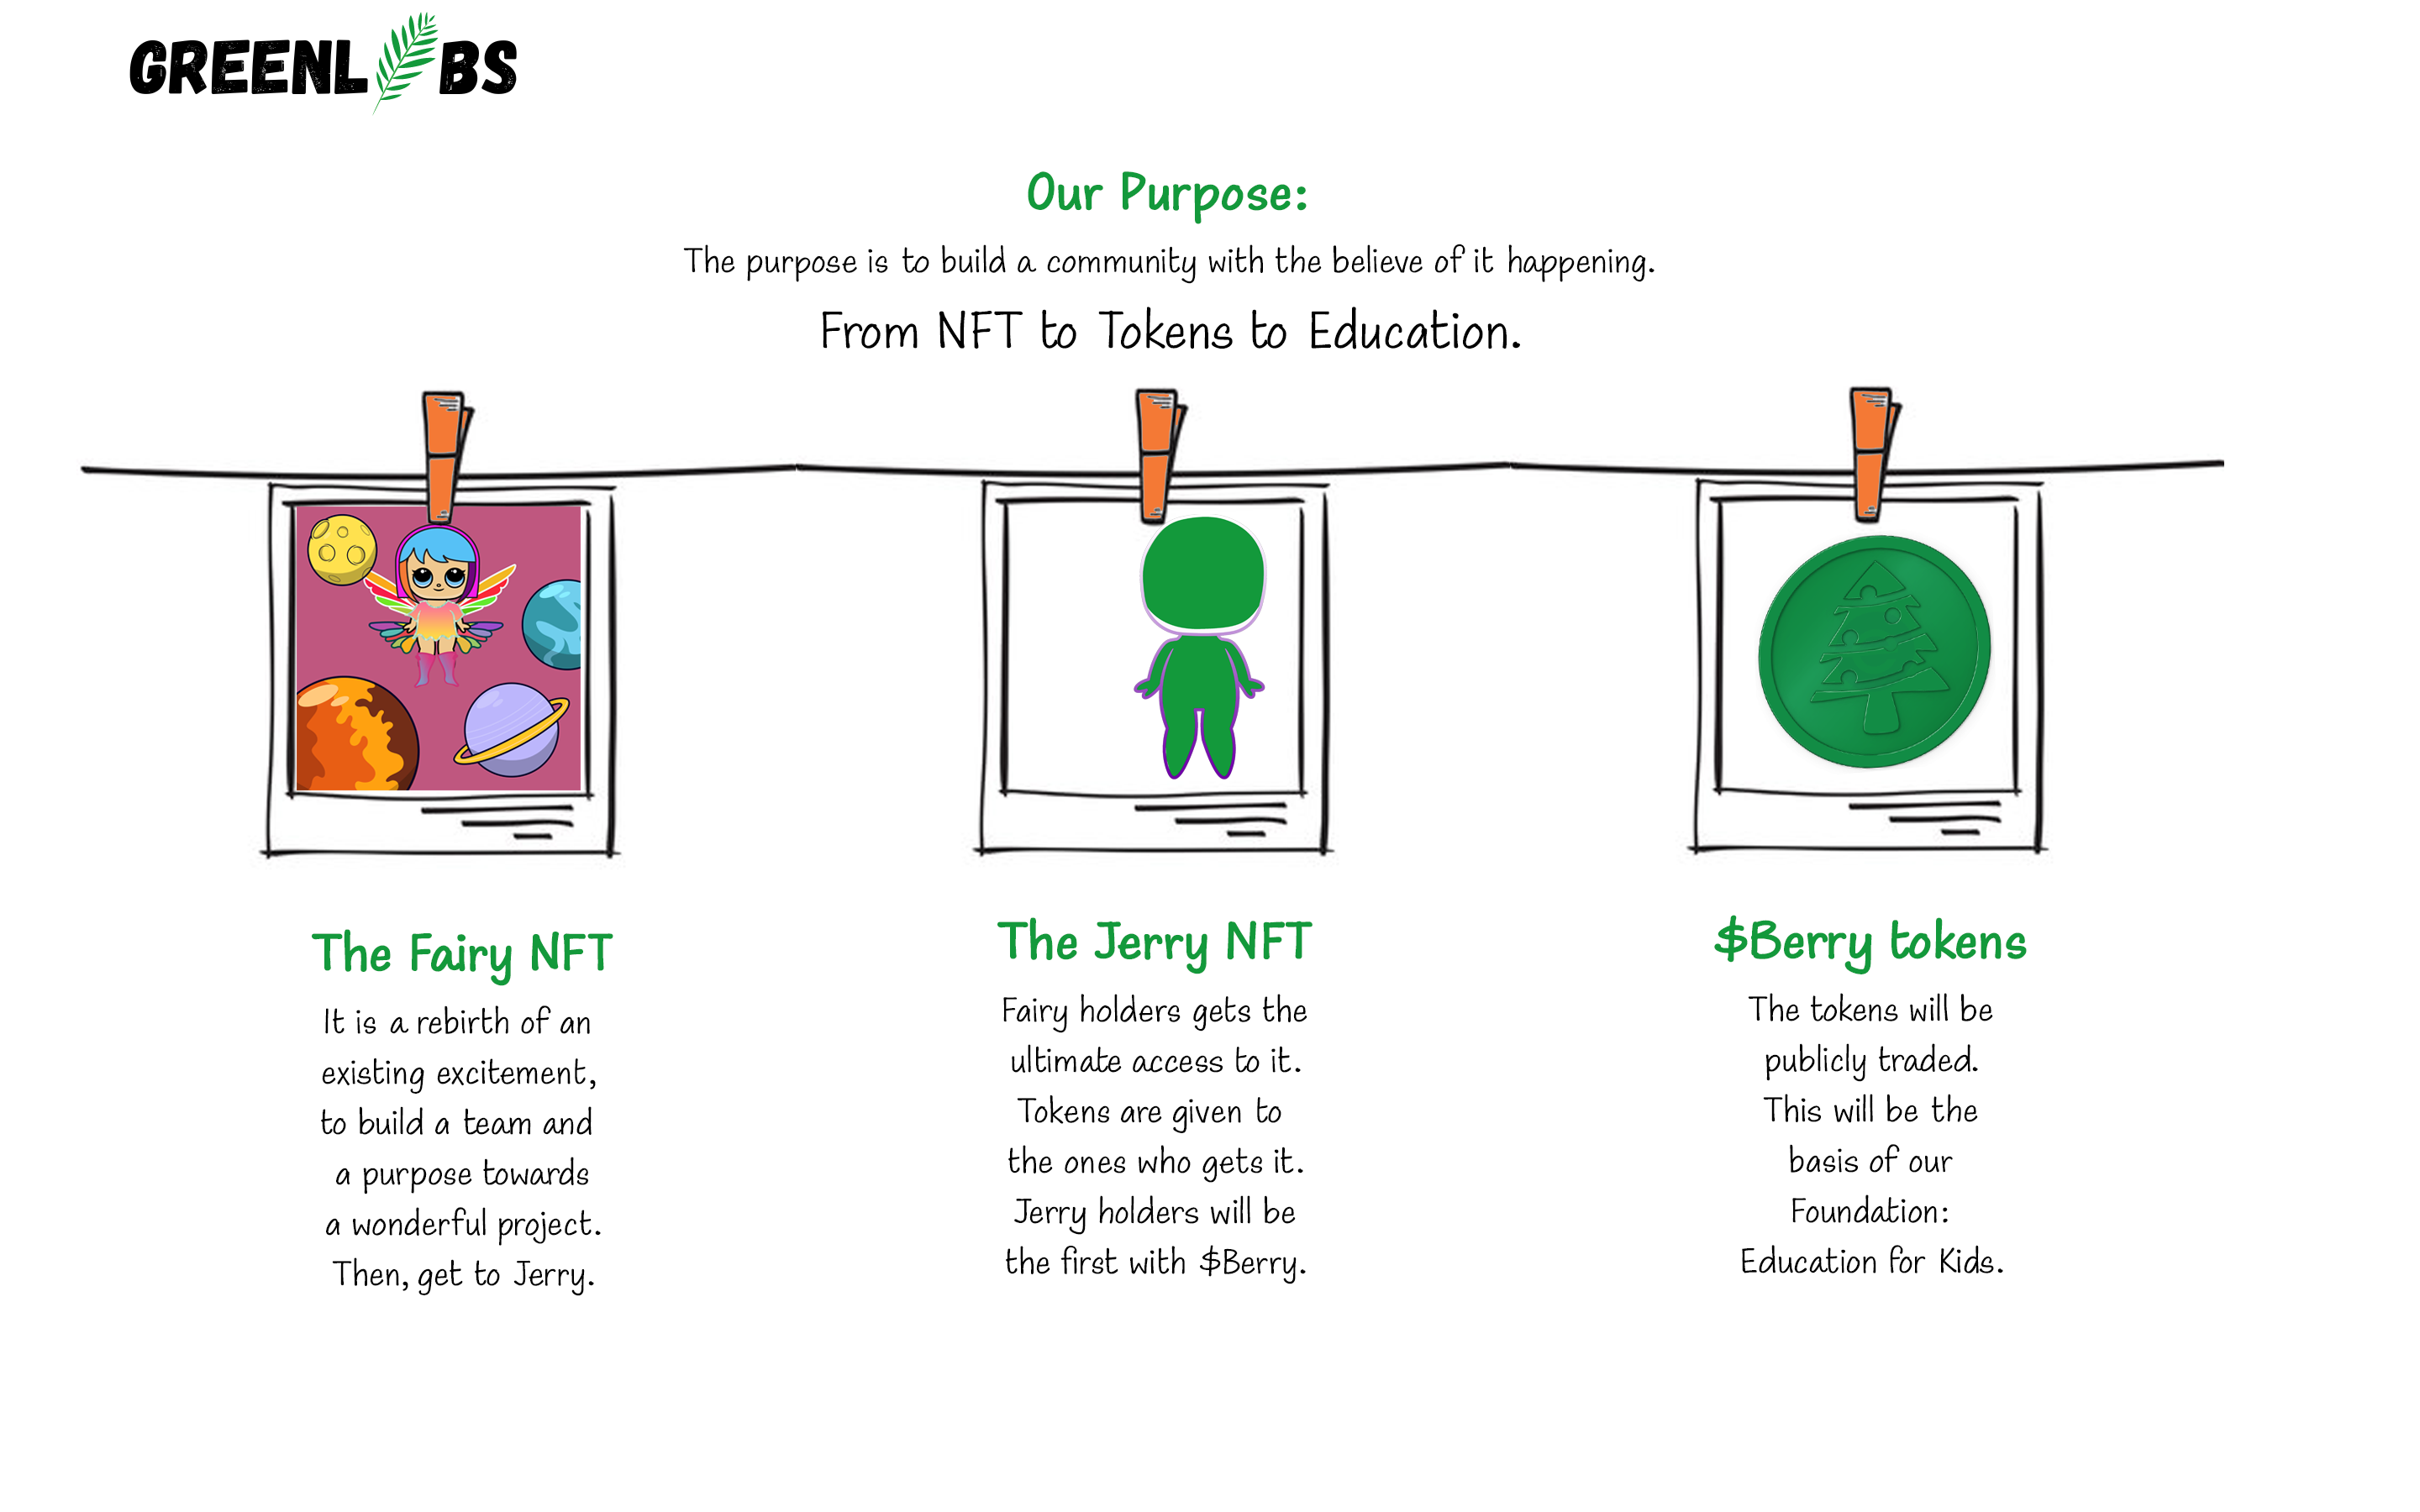 GREENL BS
Our Purpose:
The purpose is to build a community with the believe of it happening.
From NFT to Tokens to Education.
The Fairy NFT
It is a rebirth of an
existing excitement,
to build a team and
a purpose towards
a wonderful project.
Then, get to Jerry.
The Jerry NFT
Fairy holders gets the
ultimate access to it.
Tokens are given to
the ones who gets it.
Jerry holders will be
the first with $Berry.
$Berry tokens
The tokens will be
publicly traded.
This will be the
basis of our
Foundation:
Education for Kids.